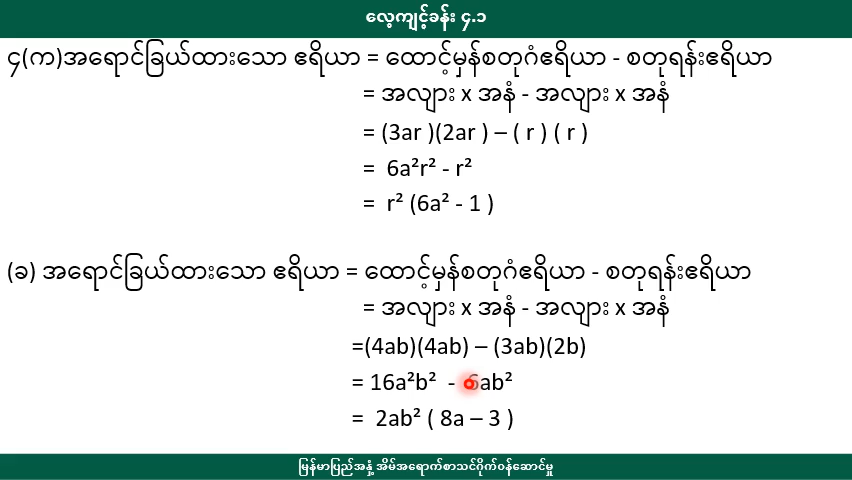 လေ့ကျင့်ခန်း ၄.၁
၄(က)အရောင်ခြယ်ထားသော ဧရိယာ = ထောင့်မှန်စတုဂံဧရိယာ - စတုရန်းဧရိယာ
= အလျား x အနံ - အလျား x အနံ
= (3ar )(2ar ) – ( r ) ( r )
= 6a²r² - r²
= r² (6a² - 1 )
(ခ) အရောင်ခြယ်ထားသော ဧရိယာ = ထောင့်မှန်စတုဂံဧရိယာ - စတုရန်းဧရိယာ
= အလျား x အနံ - အလျား x အနံ
=(4ab)(4ab) – (3ab)(2b)
= 16a²b² - 6ab²
= 2ab² ( 8a – 3 )
မြန်မာပြည်အနှံ့ အိမ်အရောက်စာသင်ဂိုက်ဝန်ဆောင်မှု